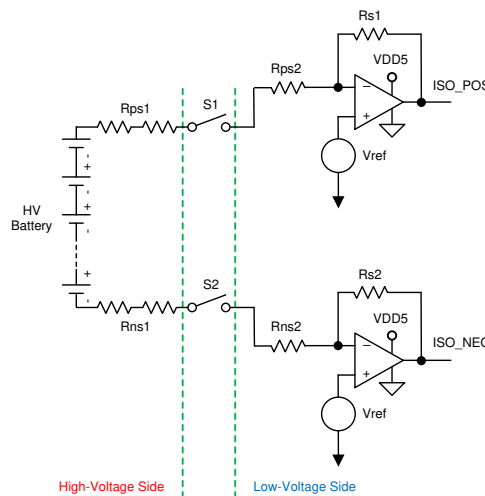 Rs1
VDD5
Rps2
ISO_POS
S1
Rps1
−
+
Vref
-
+
+
-
HV
Battery
+
-
S2
Rns1
Rs2
VDD5
Rns2
ISO_NEG
−
+
Vref
High-Voltage Side
Low-Voltage Side